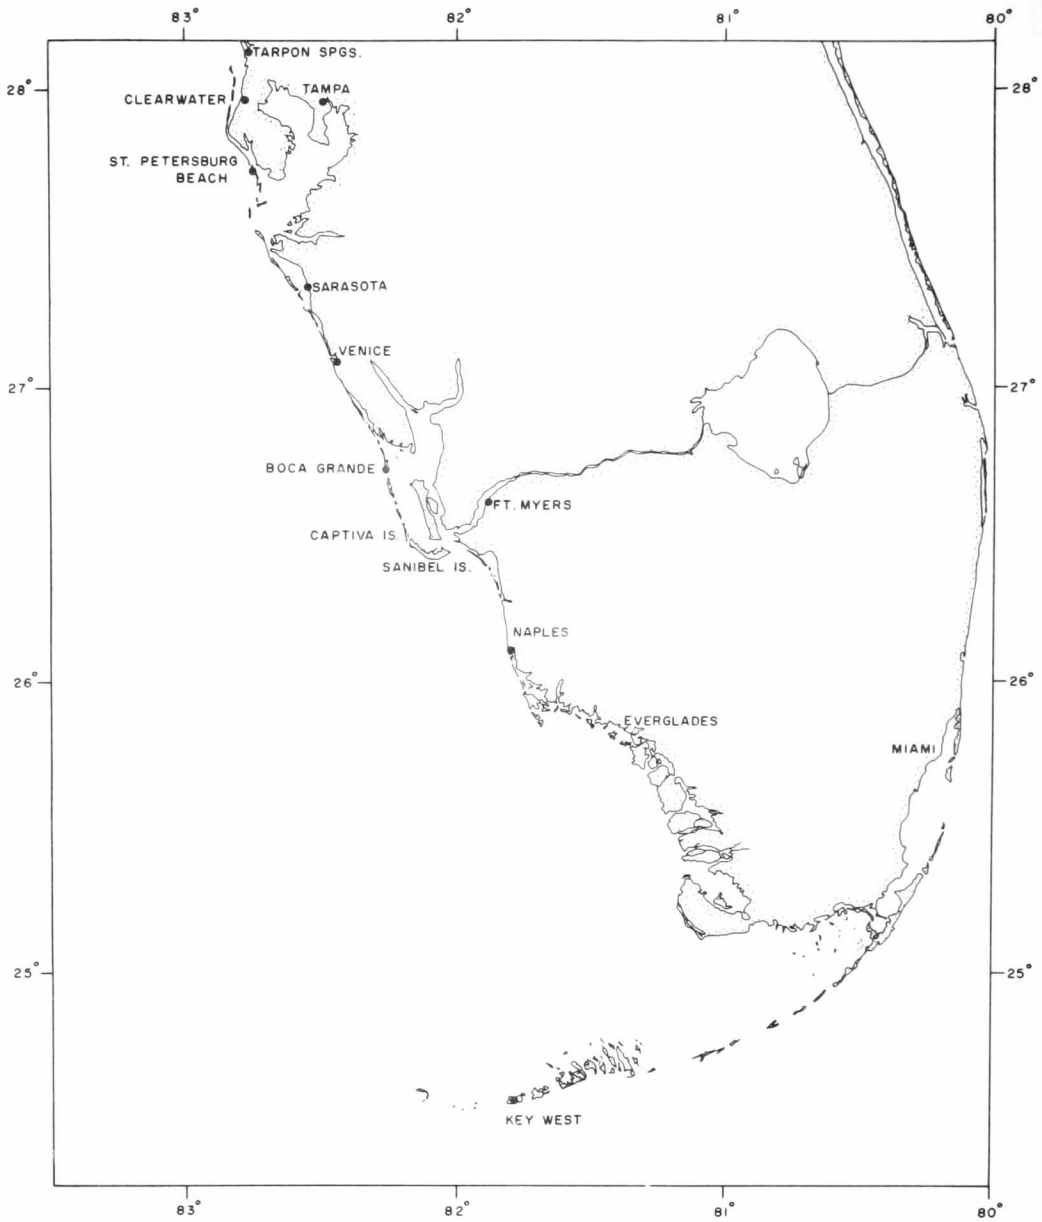 83° 82° 81° 80°
TARPON SPGS.
28° 28°
CLEARWATER TAMPA
ST. PETERSBURG
BEACH
SARASOTA
VENICE
27° 27°
BOCA GRANDE
FT. MYERS
CAPTIVA IS.
SANIBEL IS.
NAPLES
26° 26°
EVERGLADES
MIAMI
25° 25°
KEY WEST
83° 82° 81° 80°